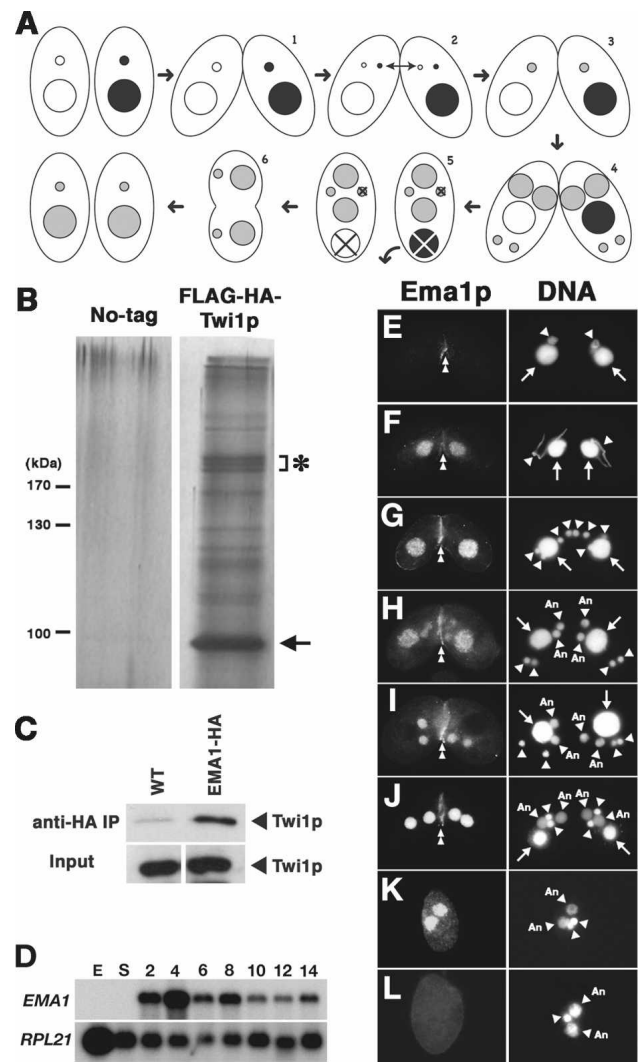 A
1
2
3
4
5
6
B
No-tag
FLAG-HA-
Twi1p
(kDa)
170
130
100
*
C
WT
EMA1-HA
anti-HA IP
Twi1p
Input
Twi1p
D
E S 2 4 6 8 10 12 14
EMA1
RPL21
Ema1p DNA
E
F
G
H
An An
An An
I
An An
An An
J
An An
An An
K
An
An
L
An
An